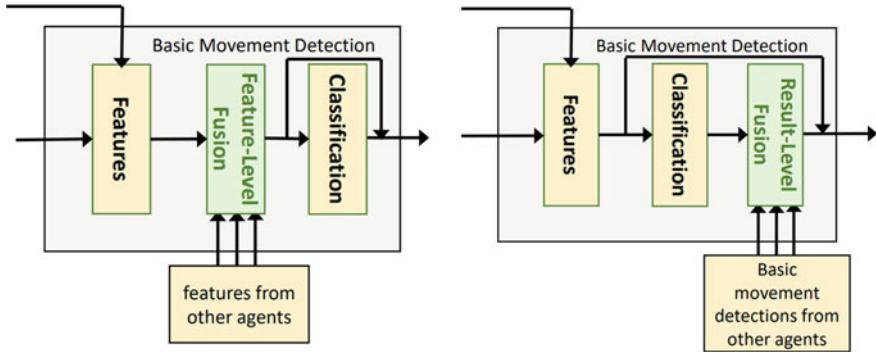 Basic Movement Detection
Features
Feature-Level
Fusion
Classification
features from
other agents
Basic Movement Detection
Features
Classification
Result-Level
Fusion
Basic
movement
detections from
other agents